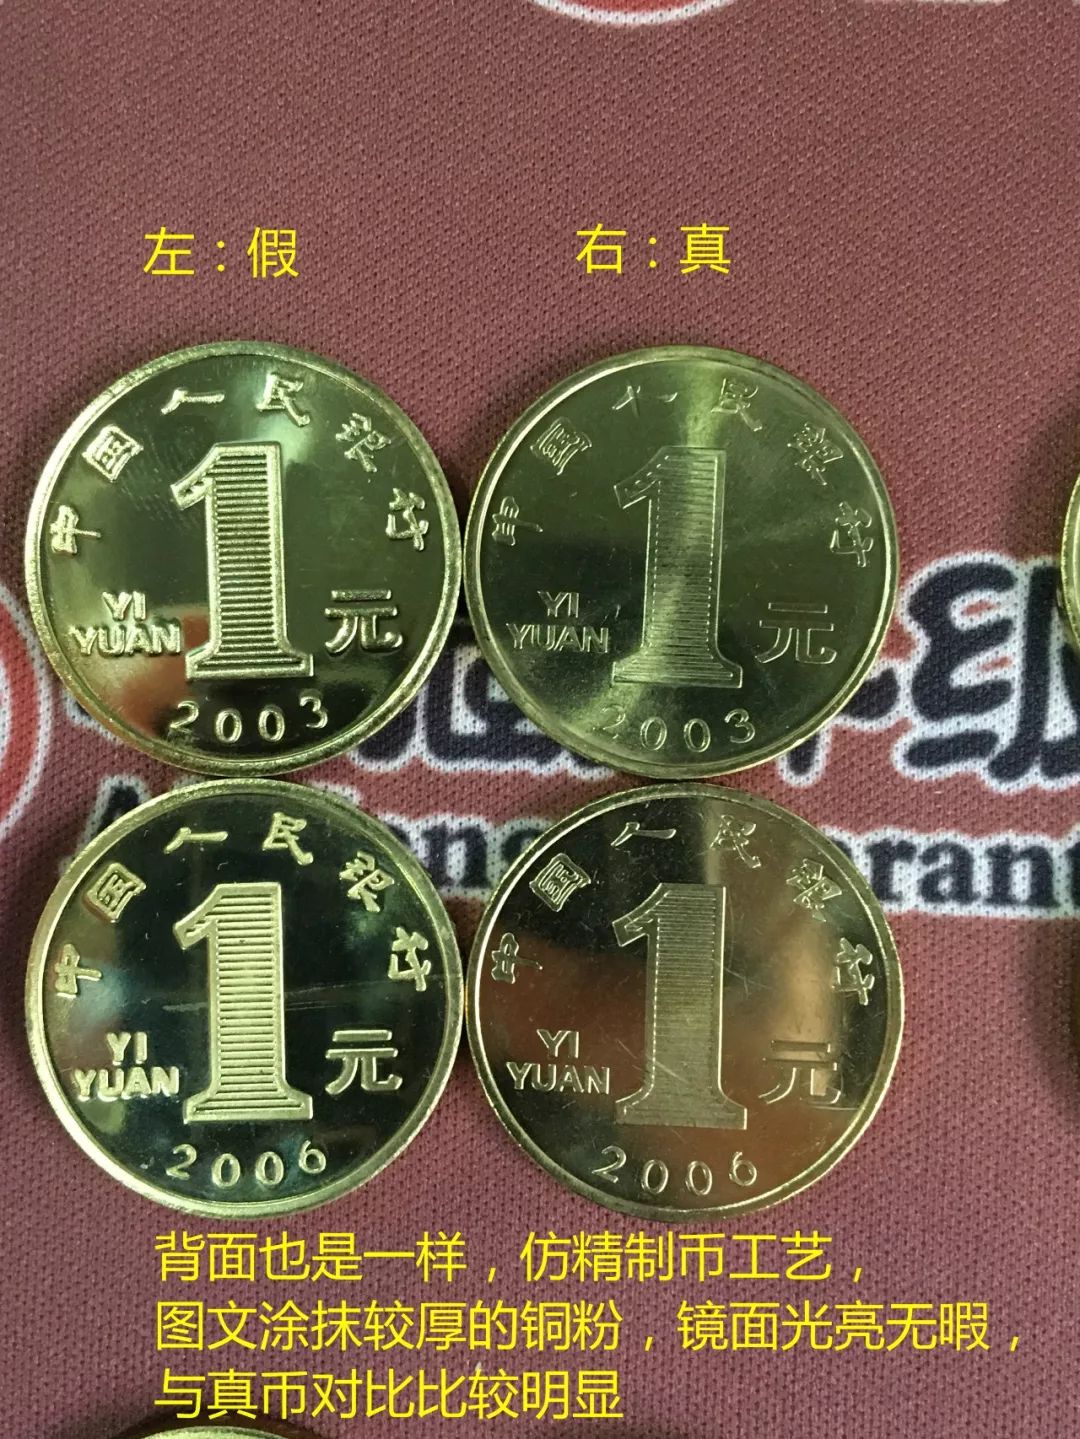 左：假
右：真
中国人民银行
1
YI
YUAN
元
2003
中国人民银行
1
YI
YUAN
元
2003
中国人民银行
1
YI
YUAN
元
2006
中国人民银行
1
YI
YUAN
元
2006
背面也是一样，仿精制币工艺，
图文涂抹较厚的铜粉，镜面光亮无暇，
与真币对比比较明显